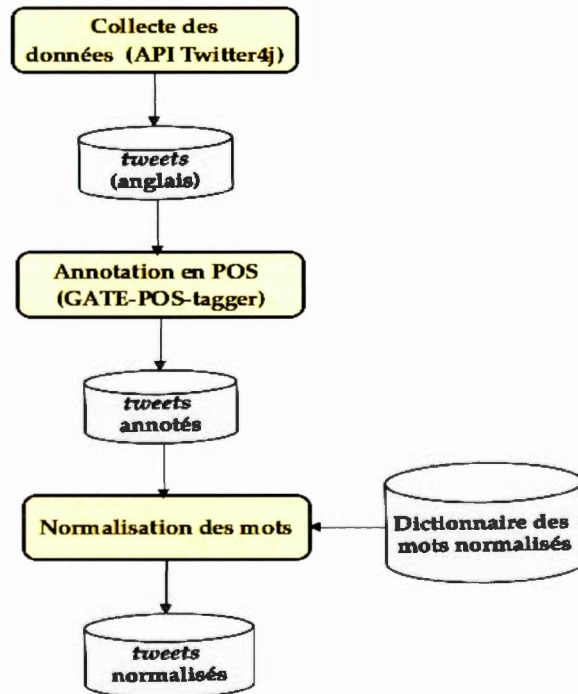 Collecte des
données (API Twitter4j)
tweets
(anglais)
Annotation en POS
(GATE-POS-tagger)
tweets
annotés
Normalisation des mots
Dictionnaire des
mots normalisés
tweets
normalisés